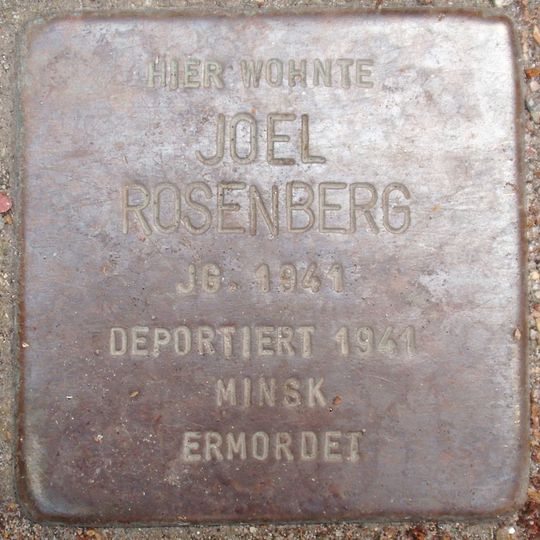 HIER WOHNTE
JOEL
ROSENBERG
JG. 1941
DEPORTIERT 1941
MINSK
ERMORDET